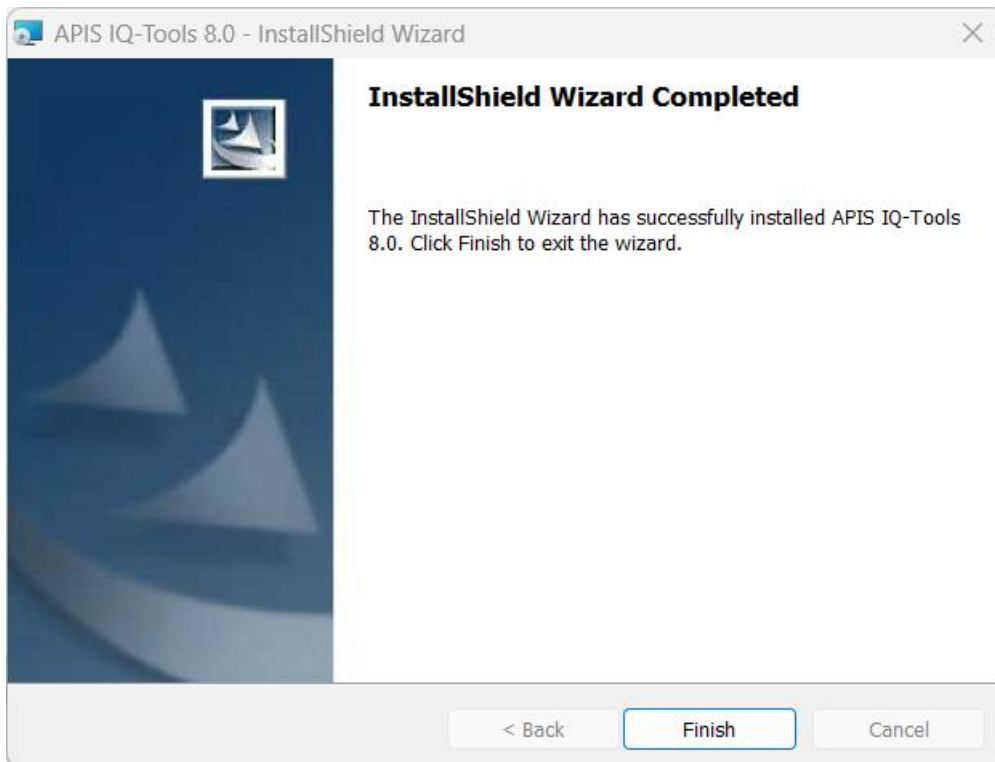 APIS IQ-Tools 8.0 - InstallShield Wizard
InstallShield Wizard Completed
The InstallShield Wizard has successfully installed APIS IQ-Tools
8.0. Click Finish to exit the wizard.
< Back Finish Cancel